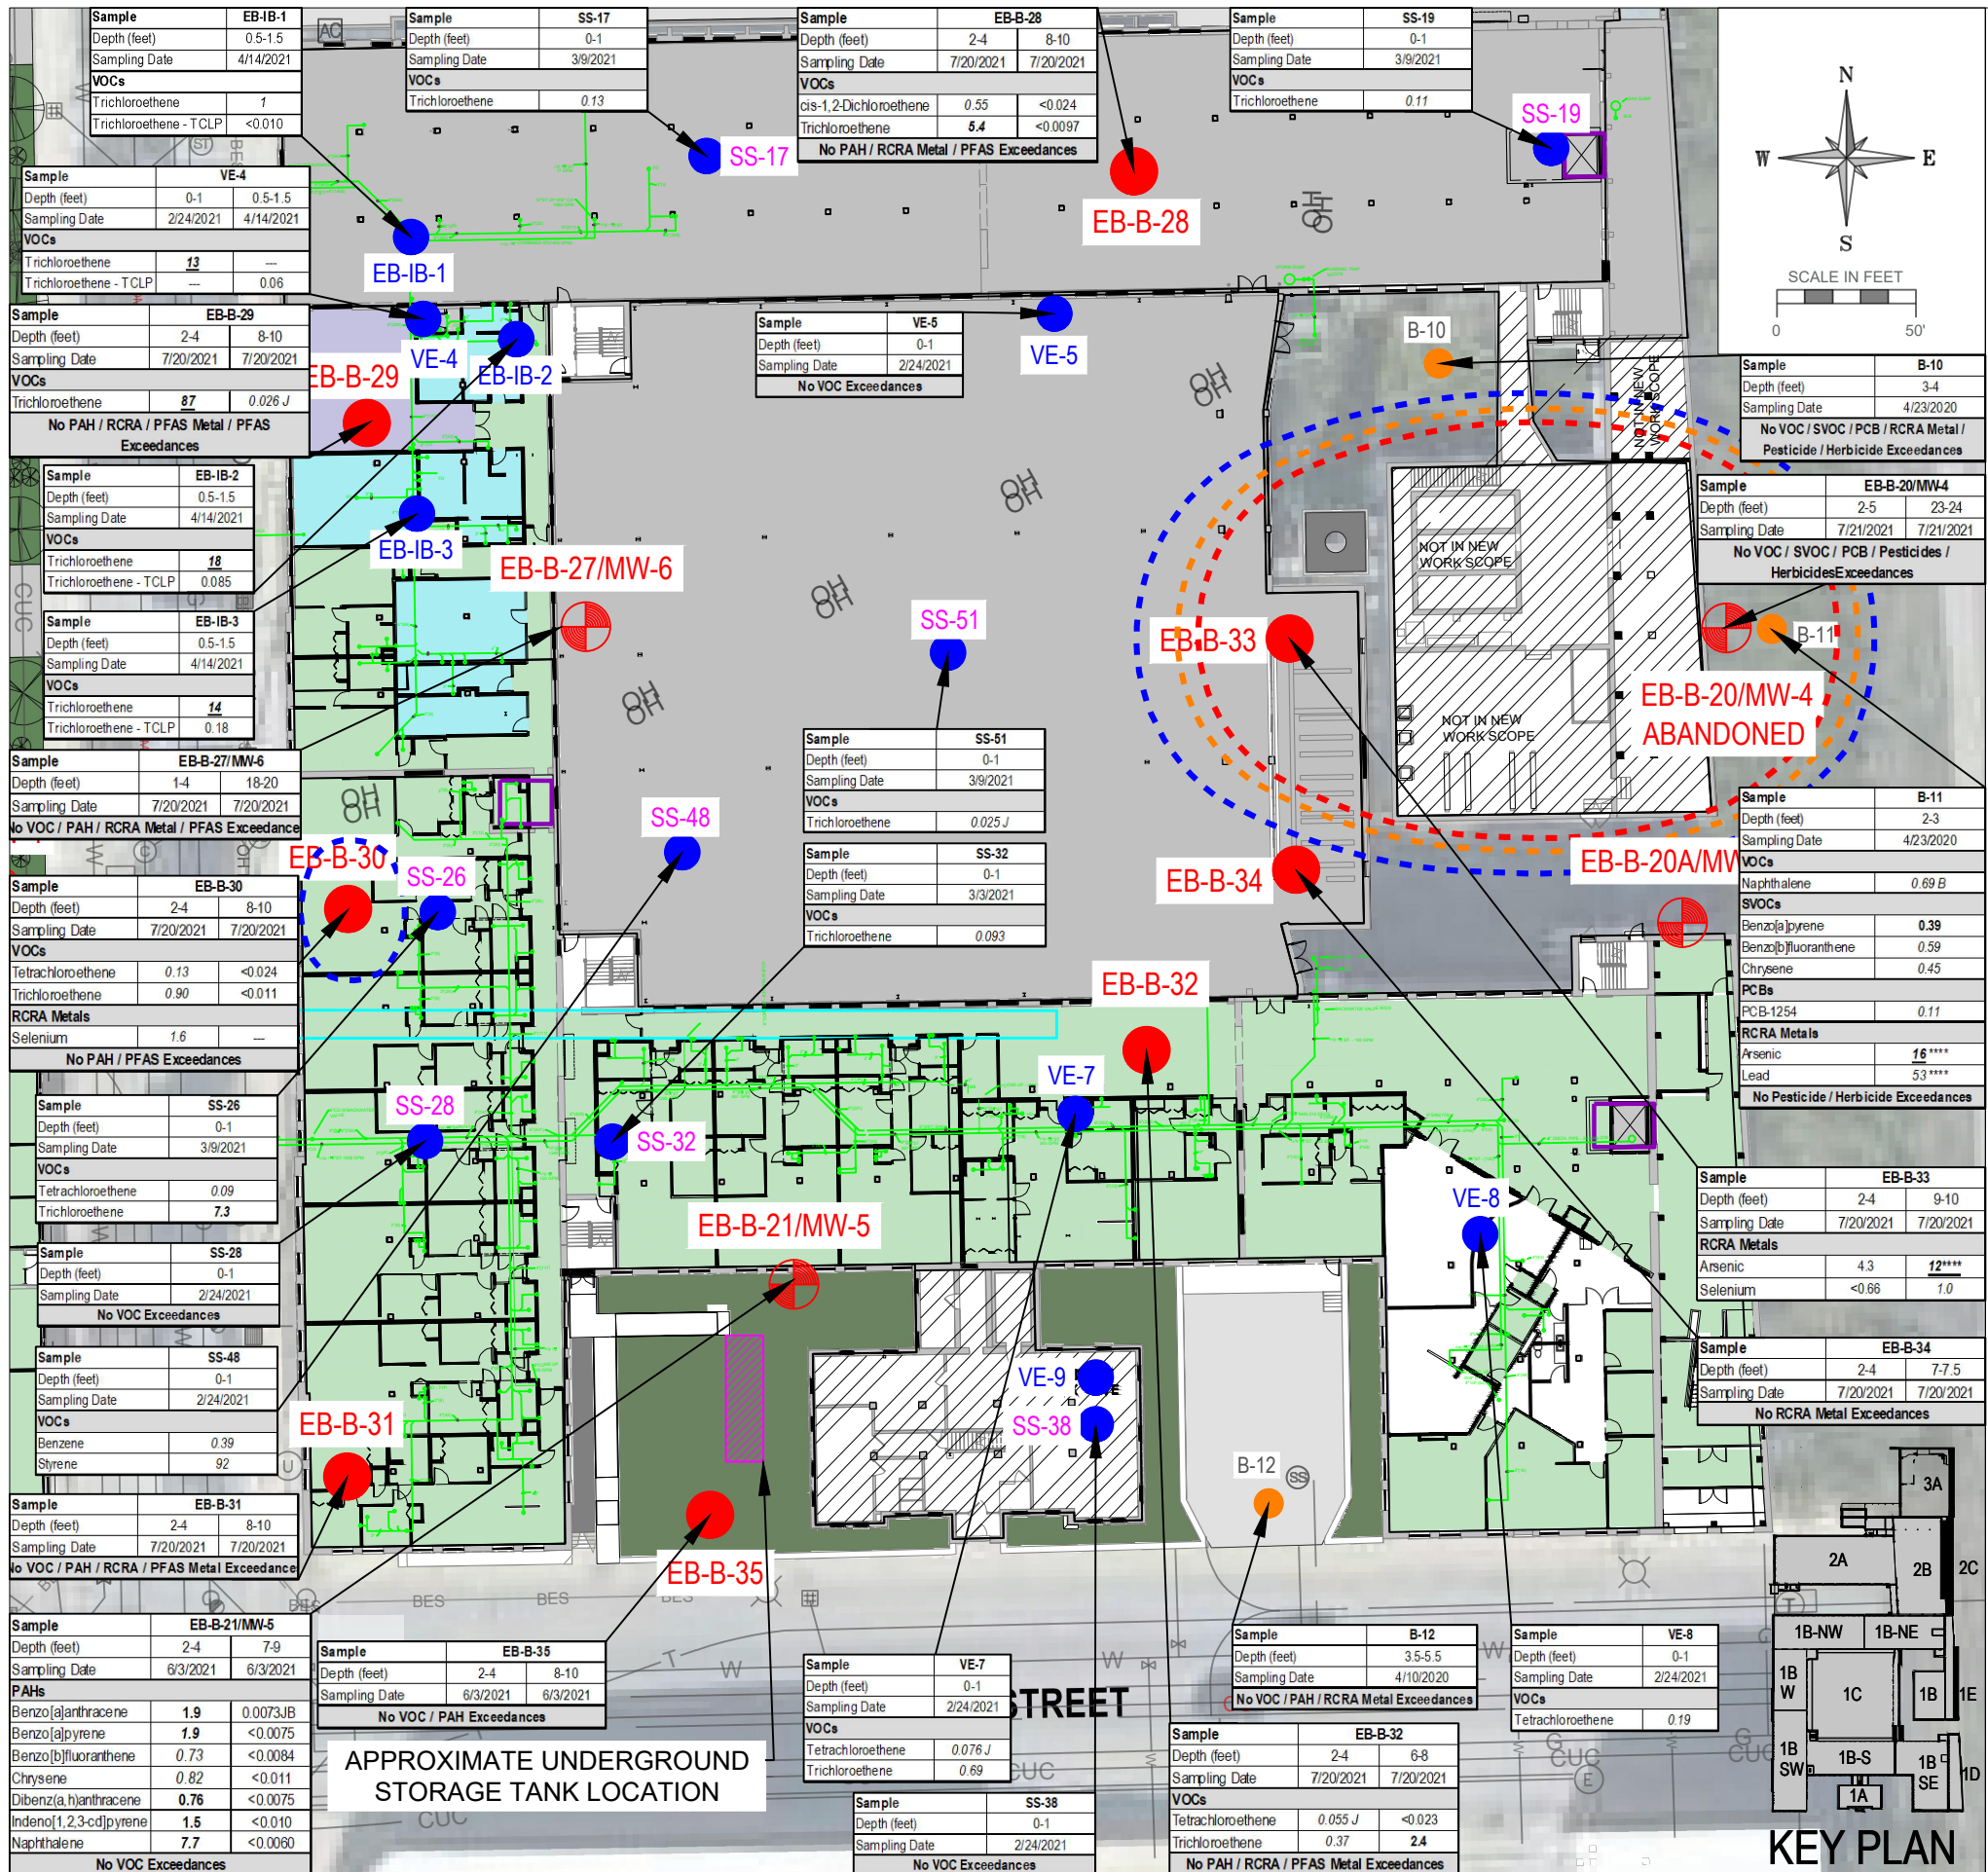 Sample EB-IB-1
Depth (feet) 0.5-1.5
Sampling Date 4/14/2021
VOCs
Trichloroethene 1
Trichloroethene - TCLP <0.010
Sample SS-17
Depth (feet) 0-1
Sampling Date 3/9/2021
VOCs
Trichloroethene 0.13
Sample EB-B-28
Depth (feet) 2-4 8-10
Sampling Date 7/20/2021 7/20/2021
VOCs
cis-1,2-Dichloroethene 0.55 <0.024
Trichloroethene 5.4 <0.0097
No PAH / RCRA Metal / PFAS Exceedances
Sample SS-19
Depth (feet) 0-1
Sampling Date 3/9/2021
VOCs
Trichloroethene 0.11
N
W E
S
SCALE IN FEET
0 50'
AC
ST
BES
SS-17
SS-19
EB-B-28
EB-IB-1
OH
OH
Sample VE-4
Depth (feet) 0-1 0.5-1.5
Sampling Date 2/24/2021 4/14/2021
VOCs
Trichloroethene 13 ---
Trichloroethene - TCLP --- 0.06
Sample EB-B-29
Depth (feet) 2-4 8-10
Sampling Date 7/20/2021 7/20/2021
VOCs
Trichloroethene 87 0.026 J
No PAH / RCRA / PFAS Metal / PFAS
Exceedances
EB-B-29
VE-4
EB-IB-2
Sample VE-5
Depth (feet) 0-1
Sampling Date 2/24/2021
No VOC Exceedances
VE-5
B-10
OH
OH
NOT IN NEW
WORK SCOPE
Sample B-10
Depth (feet) 3-4
Sampling Date 4/23/2020
No VOC / SVOC / PCB / RCRA Metal /
Pesticide / Herbicide Exceedances
Sample EB-IB-2
Depth (feet) 0.5-1.5
Sampling Date 4/14/2021
VOCs
Trichloroethene 18
Trichloroethene - TCLP 0.085
EB-IB-3
EB-B-27/MW-6
OH
OH
OH
OH
NOT IN NEW
WORK SCOPE
Sample EB-B-20/MW-4
Depth (feet) 2-5 23-24
Sampling Date 7/21/2021 7/21/2021
No VOC / SVOC / PCB / Pesticides /
HerbicidesExceedances
CUC
Sample EB-IB-3
Depth (feet) 0.5-1.5
Sampling Date 4/14/2021
VOCs
Trichloroethene 14
Trichloroethene - TCLP 0.18
SS-51
EB-B-33
B-11
EB-B-20/MW-4
ABANDONED
NOT IN NEW
WORK SCOPE
OH
OH
Sample EB-B-27/MW-6
Depth (feet) 1-4 18-20
Sampling Date 7/20/2021 7/20/2021
No VOC / PAH / RCRA Metal / PFAS Exceedance
OH
OH
Sample SS-51
Depth (feet) 0-1
Sampling Date 3/9/2021
VOCs
Trichloroethene 0.025 J
SS-48
EB-B-30
SS-26
EB-B-34
EB-B-20A/MW
Sample SS-32
Depth (feet) 0-1
Sampling Date 3/3/2021
VOCs
Trichloroethene 0.093
Sample B-11
Depth (feet) 2-3
Sampling Date 4/23/2020
VOCs
Naphthalene 0.69 B
SVOCs
Benzo[a]pyrene 0.39
Benzo[b]fluoranthene 0.59
Chrysene 0.45
PCBs
PCB-1254 0.11
RCRA Metals
Arsenic 16 ****
Lead 53 ****
No Pesticide / Herbicide Exceedances
Sample EB-B-30
Depth (feet) 2-4 8-10
Sampling Date 7/20/2021 7/20/2021
VOCs
Tetrachloroethene 0.13 <0.024
Trichloroethene 0.90 <0.011
RCRA Metals
Selenium 1.6 ---
No PAH / PFAS Exceedances
EB-B-32
VE-7
SS-28
SS-32
EB-B-21/MW-5
VE-8
Sample SS-26
Depth (feet) 0-1
Sampling Date 3/9/2021
VOCs
Tetrachloroethene 0.09
Trichloroethene 7.3
Sample EB-B-33
Depth (feet) 2-4 9-10
Sampling Date 7/20/2021 7/20/2021
RCRA Metals
Arsenic 4.3 12****
Selenium <0.66 1.0
Sample SS-28
Depth (feet) 0-1
Sampling Date 2/24/2021
No VOC Exceedances
Sample SS-48
Depth (feet) 0-1
Sampling Date 2/24/2021
VOCs
Benzene 0.39
Styrene 92
Sample EB-B-34
Depth (feet) 2-4 7-7.5
Sampling Date 7/20/2021 7/20/2021
No RCRA Metal Exceedances
VE-9
SS-38
EB-B-31
U
B-12
SS
EB-B-35
Sample EB-B-31
Depth (feet) 2-4 8-10
Sampling Date 7/20/2021 7/20/2021
No VOC / PAH / RCRA / PFAS Metal Exceedance
BES BES BES BES
Sample EB-B-21/MW-5
Depth (feet) 2-4 7-9
Sampling Date 6/3/2021 6/3/2021
PAHs
Benzo[a]anthracene 1.9 0.0073JB
Benzo[a]pyrene 1.9 <0.0075
Benzo[b]fluoranthene 0.73 <0.0084
Chrysene 0.82 <0.011
Dibenz(a,h)anthracene 0.76 <0.0075
Indeno[1,2,3-cd]pyrene 1.5 <0.010
Naphthalene 7.7 <0.0060
No VOC Exceedances
Sample EB-B-35
Depth (feet) 2-4 8-10
Sampling Date 6/3/2021 6/3/2021
No VOC / PAH Exceedances
APPROXIMATE UNDERGROUND
STORAGE TANK LOCATION
T W
CUC
Sample VE-7
Depth (feet) 0-1
Sampling Date 2/24/2021
VOCs
Tetrachloroethene 0.076 J
Trichloroethene 0.69
STREET
CUC
Sample SS-38
Depth (feet) 0-1
Sampling Date 2/24/2021
No VOC Exceedances
Sample B-12
Depth (feet) 3.5-5.5
Sampling Date 4/10/2020
No VOC / PAH / RCRA Metal Exceedances
W
Sample EB-B-32
Depth (feet) 2-4 6-8
Sampling Date 7/20/2021 7/20/2021
VOCs
Tetrachloroethene 0.055 J <0.023
Trichloroethene 0.37 2.4
No PAH / RCRA / PFAS Metal Exceedances
Sample VE-8
Depth (feet) 0-1
Sampling Date 2/24/2021
VOCs
Tetrachloroethene 0.19
G
CUC
E
G
CUC
T
3A
2A 2B 2C
1B-NW 1B-NE
1B
W
1C 1B 1E
1B
SW
1B-S
1B
SE
1D
1A
KEY PLAN